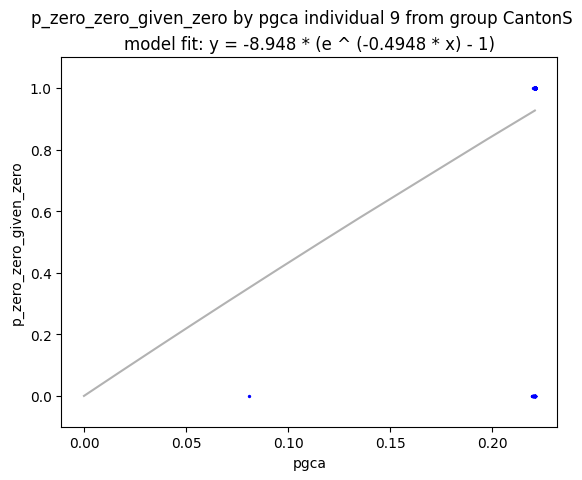 p_zero_zero_given_zero by pgca individual 9 from group CantonS
model fit: y = -8.948 * (e ^ (-0.4948 * x) - 1)
1.0
0.8
0.6
0.4
0.2
0.0
p_zero_zero_given_zero
0.00 0.05 0.10 0.15 0.20
pgca